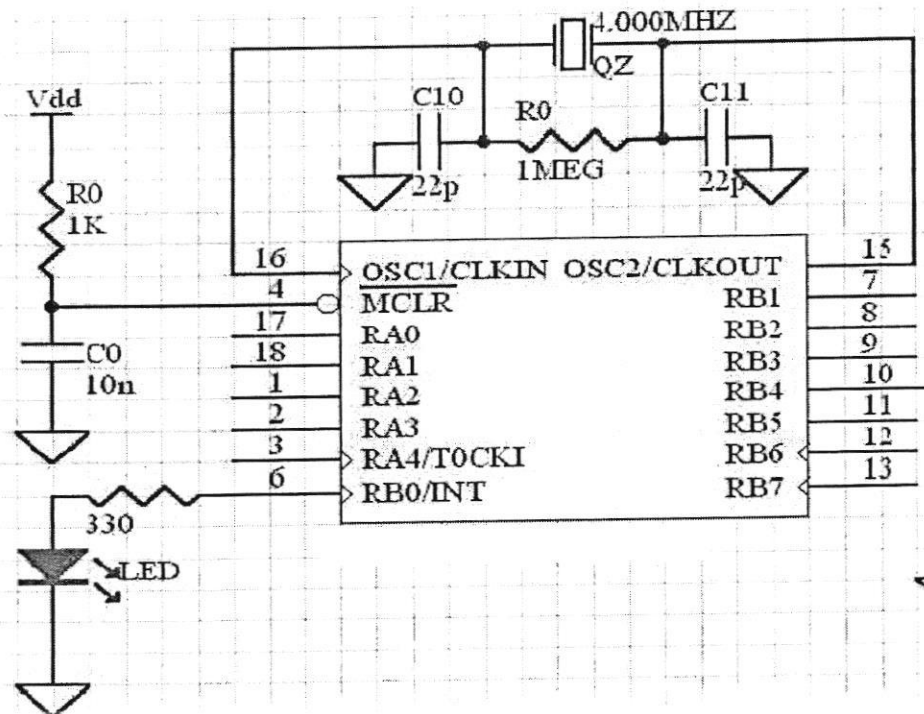 4.000MHZ
QZ
Vdd
C10
R0
C11
22p
1MEG
22p
R0
1K
16
OSC1/CLKIN
OSC2/CLKOUT
15
4
MCLR
RB1
7
17
RA0
RB2
8
C0
10n
18
RA1
RB3
9
1
RA2
RB4
10
2
RA3
RB5
11
3
RA4/T0CKI
RB6
12
6
RB0/INT
RB7
13
330
LED